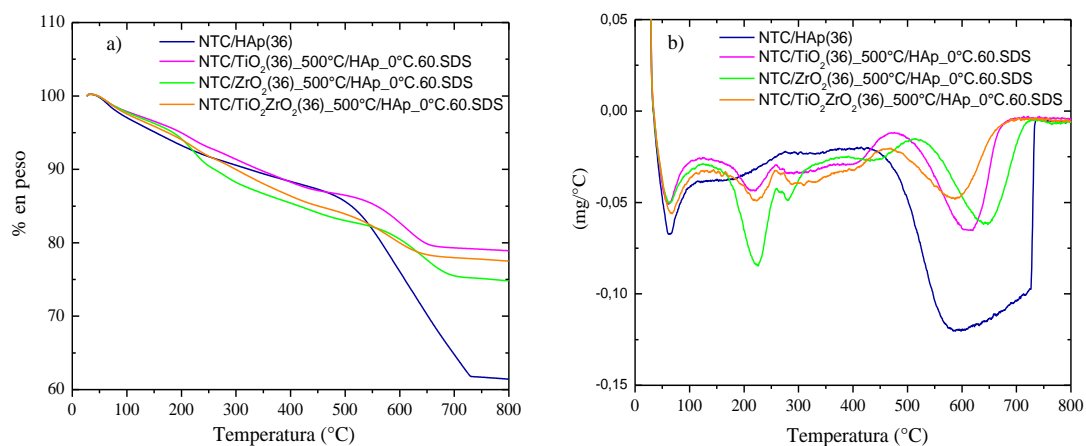 a)
NTC/HAp(36)
NTC/TiO2(36)_500°C/HAp_0°C.60.SDS
NTC/ZrO2(36)_500°C/HAp_0°C.60.SDS
NTC/TiO2ZrO2(36)_500°C/HAp_0°C.60.SDS
110
100
90
80
70
60
% en peso
0 100 200 300 400 500 600 700 800
Temperatura (°C)
b)
NTC/HAp(36)
NTC/TiO2(36)_500°C/HAp_0°C.60.SDS
NTC/ZrO2(36)_500°C/HAp_0°C.60.SDS
NTC/TiO2ZrO2(36)_500°C/HAp_0°C.60.SDS
0,00
-0,05
-0,10
-0,15
(mg/°C)
0 100 200 300 400 500 600 700 800
Temperatura (°C)